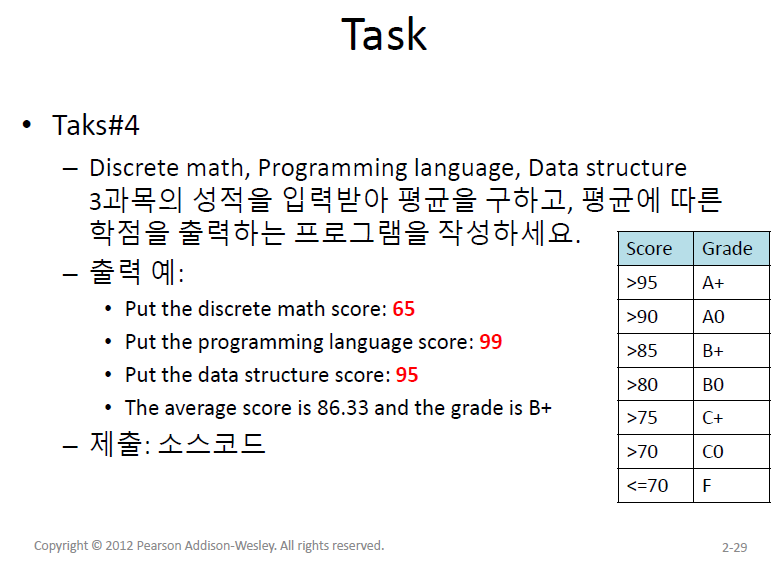 Task
• Taks#4
– Discrete math, Programming language, Data structure
3과목의 성적을 입력받아 평균을 구하고, 평균에 따른
학점을 출력하는 프로그램을 작성하세요.
– 출력 예:
• Put the discrete math score: 65
• Put the programming language score: 99
• Put the data structure score: 95
• The average score is 86.33 and the grade is B+
– 제출: 소스코드
Score Grade
>95 A+
>90 A0
>85 B+
>80 B0
>75 C+
>70 C0
<=70 F
Copyright © 2012 Pearson Addison-Wesley. All rights reserved.
2-29